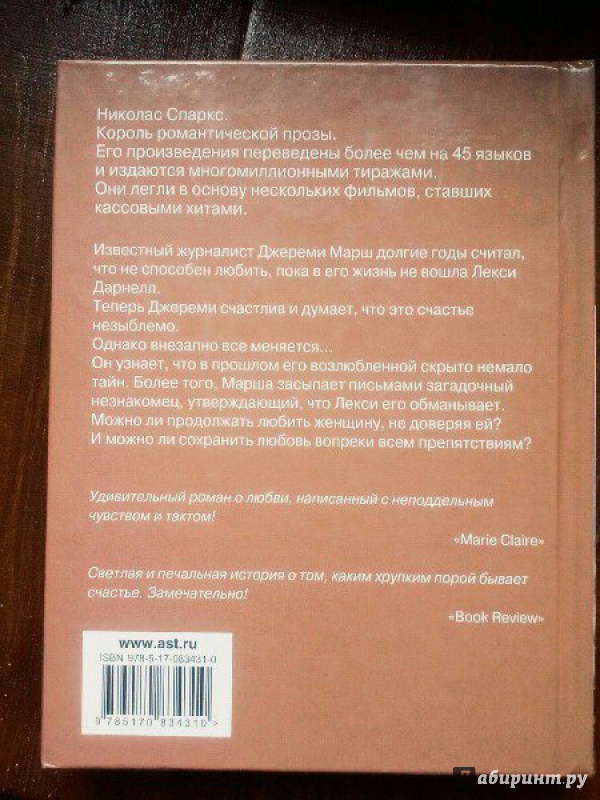 Николас Спаркс.
Король романтической прозы.
Его произведения переведены более чем на 45 языков
и издаются многомиллионными тиражами.
Они легли в основу нескольких фильмов, ставших
кассовыми хитами.
Известный журналист Джереми Марш долгие годы считал,
что не способен любить, пока в его жизнь не вошла Лекси
Дарнелл.
Теперь Джереми счастлив и думает, что это счастье
незыблемо.
Однако внезапно все меняется...
Он узнает, что в прошлом его возлюбленной скрыто немало
тайн. Более того, Марша засыпает письмами загадочный
незнакомец, утверждающий, что Лекси его обманывает.
Можно ли продолжать любить женщину, не доверяя ей?
И можно ли сохранить любовь вопреки всем препятствиям?
Удивительный роман о любви, написанный с неподдельным
чувством и тактом!
«Marie Claire»
Светлая и печальная история о том, каким хрупким порой бывает
счастье. Замечательно!
«Book Review»
www.ast.ru
ISBN 978-5-17-083431-0
9 785170 834310 >
Лабиринт.ру